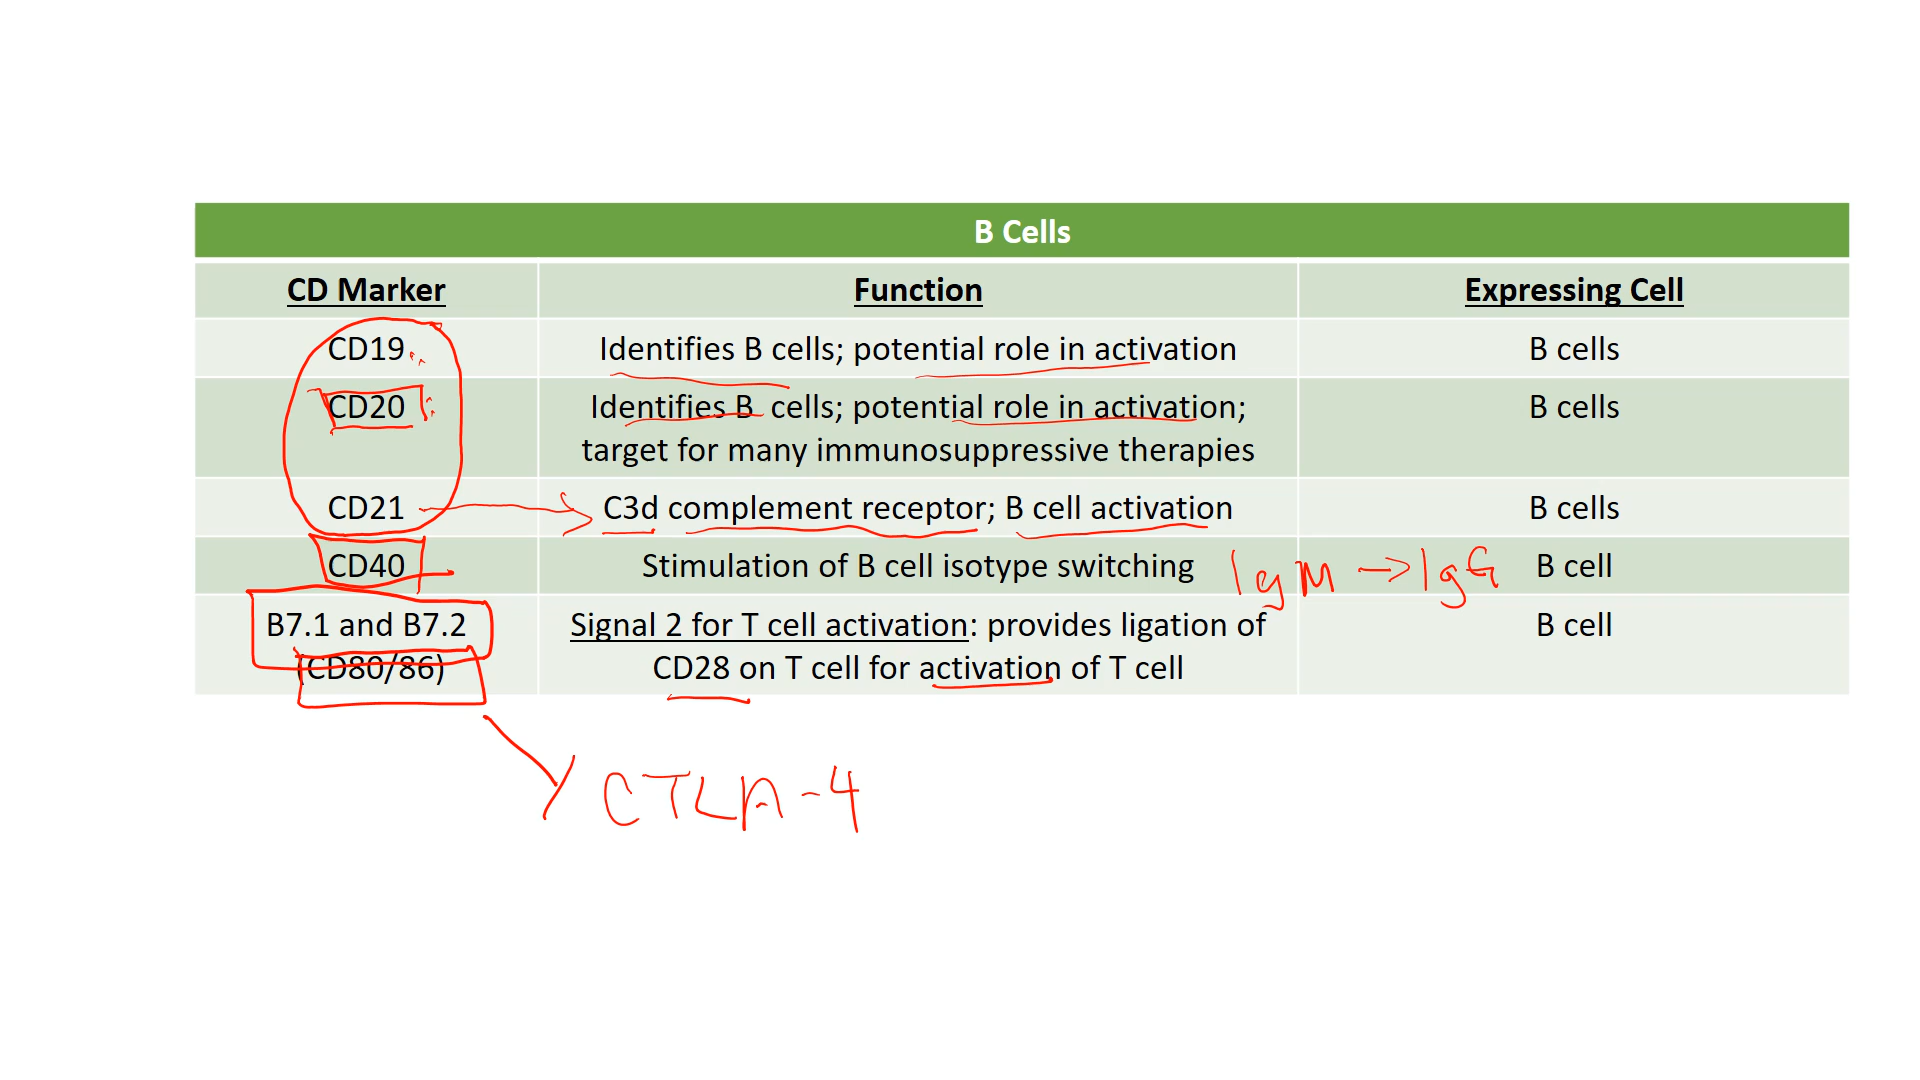 B Cells
CD Marker Function Expressing Cell
CD19 Identifies B cells; potential role in activation B cells
CD20 Identifies B cells; potential role in activation; B cells
target for many immunosuppressive therapies
CD21 C3d complement receptor; B cell activation B cells
CD40 Stimulation of B cell isotype switching IgM → IgG B cell
B7.1 and B7.2 Signal 2 for T cell activation: provides ligation of B cell
(CD80/86) CD28 on T cell for activation of T cell
CTLA-4